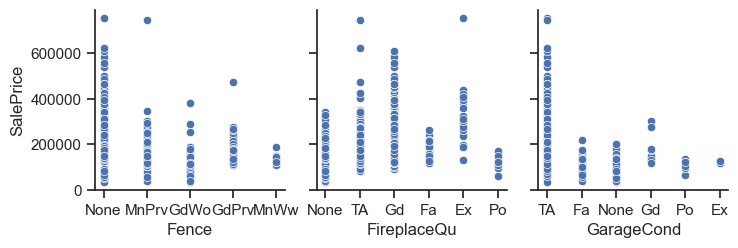 SalePrice
600000
400000
200000
0
None MnPrv GdWo GdPrv MnWw
Fence
None TA Gd Fa Ex Po
FireplaceQu
TA Fa None Gd Po Ex
GarageCond